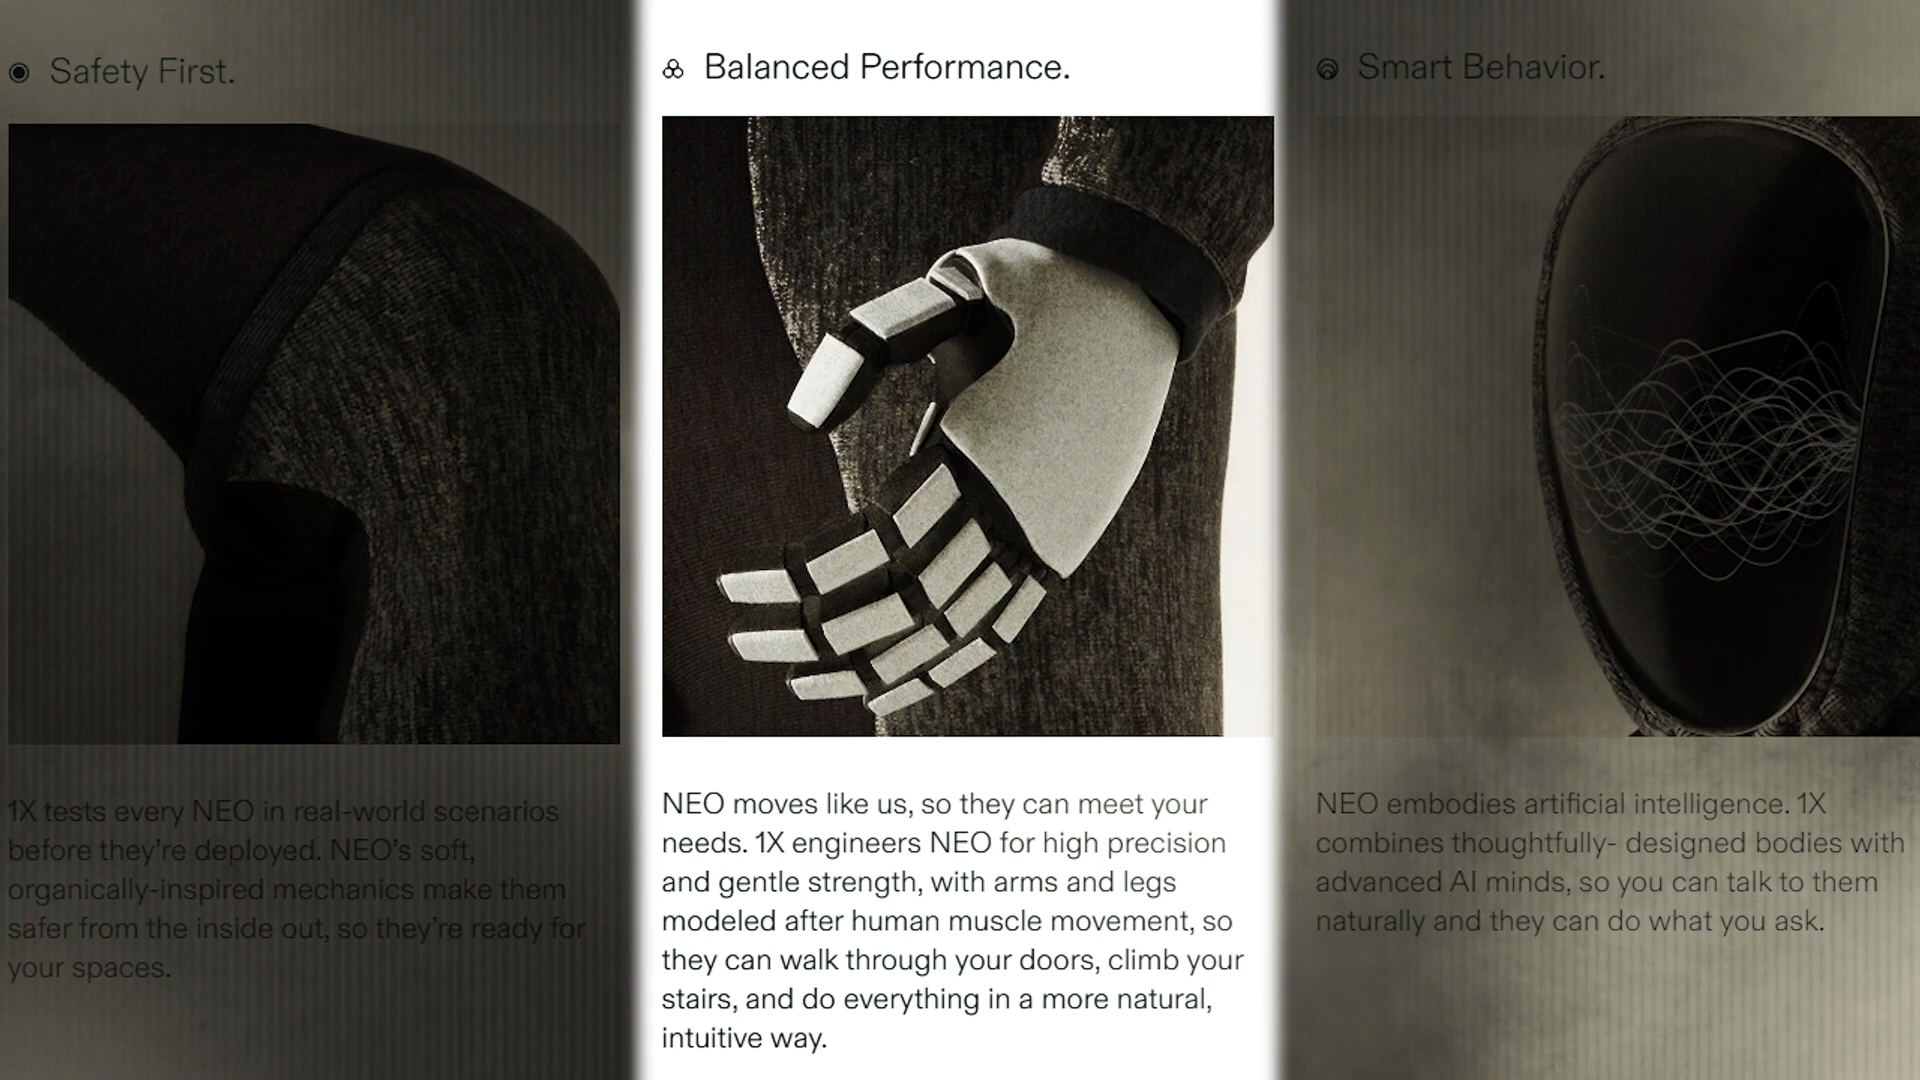 Safety First.
1X tests every NEO in real-world scenarios
before they're deployed. NEO's soft,
organically-inspired mechanics make them
safer from the inside out, so they're ready for
your spaces.
Balanced Performance.
NEO moves like us, so they can meet your
needs. 1X engineers NEO for high precision
and gentle strength, with arms and legs
modeled after human muscle movement, so
they can walk through your doors, climb your
stairs, and do everything in a more natural,
intuitive way.
Smart Behavior.
NEO embodies artificial intelligence. 1X
combines thoughtfully- designed bodies with
advanced AI minds, so you can talk to them
naturally and they can do what you ask.